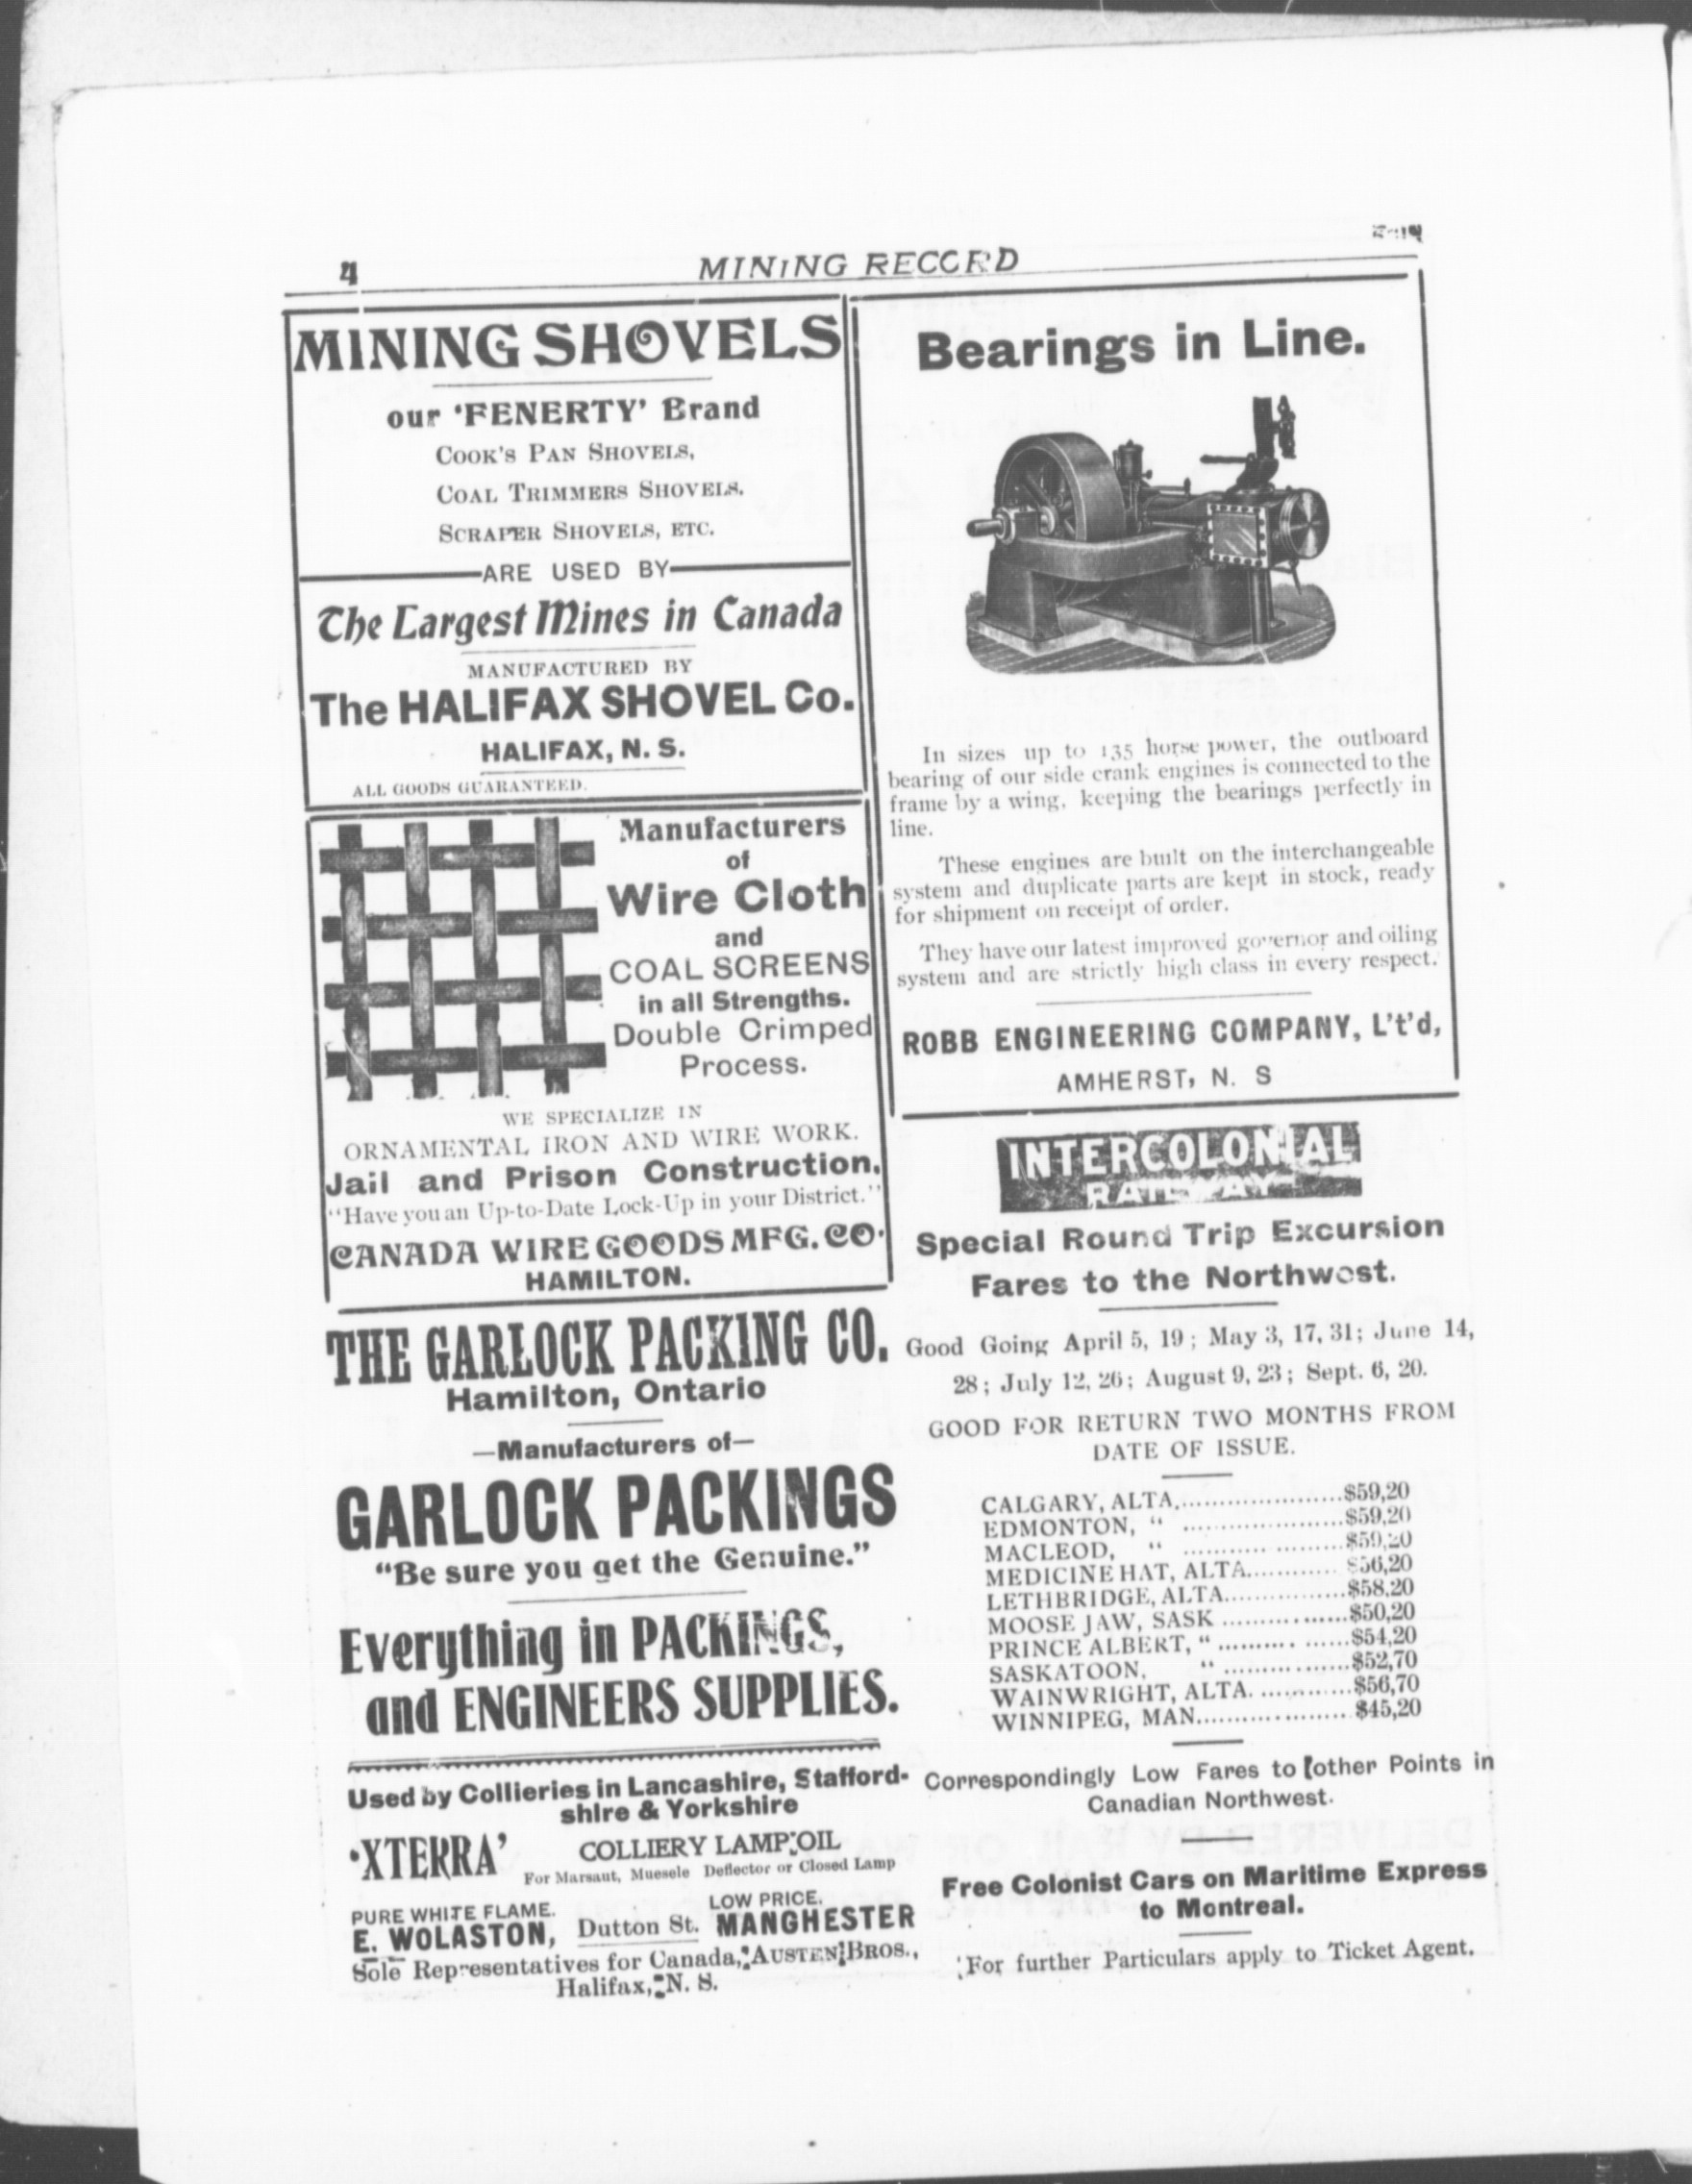 4
MINING RECORD
MINING SHOVELS
our 'FENERTY' Brand
COOK'S PAN SHOVELS,
COAL TRIMMERS SHOVELS.
SCRAPER SHOVELS, ETC.
ARE USED BY
The Largest Mines in Canada
MANUFACTURED BY
The HALIFAX SHOVEL Co.
HALIFAX, N. S.
ALL GOODS GUARANTEED.
Manufacturers
of
Wire Cloth
and
COAL SCREENS
in all Strengths.
Double Crimped
Process.
WE SPECIALIZE IN
ORNAMENTAL IRON AND WIRE WORK.
Jail and Prison Construction.
"Have you an Up-to-Date Lock-Up in your District."
CANADA WIRE GOODS MFG. CO.
HAMILTON.
THE GARLOCK PACKING CO.
Hamilton, Ontario
—Manufacturers of—
GARLOCK PACKINGS
"Be sure you get the Genuine."
Everything in PACKINGS,
and ENGINEERS SUPPLIES.
Used by Collieries in Lancashire, Stafford-
shire & Yorkshire
'XTERRA' COLLIERY LAMP OIL
For Marsaut, Muesele Deflector or Closed Lamp
PURE WHITE FLAME. LOW PRICE.
E. WOLASTON, Dutton St. MANGHESTER
Sole Representatives for Canada, AUSTEN BROS.,
Halifax, N. S.
Bearings in Line.
In sizes up to 135 horse power, the outboard
bearing of our side crank engines is connected to the
frame by a wing, keeping the bearings perfectly in
line.
These engines are built on the interchangeable
system and duplicate parts are kept in stock, ready
for shipment on receipt of order.
They have our latest improved governor and oiling
system and are strictly high class in every respect.
ROBB ENGINEERING COMPANY, L't'd,
AMHERST, N. S
INTERCOLONIAL
RAILWAY
Special Round Trip Excursion
Fares to the Northwest.
Good Going April 5, 19; May 3, 17, 31; June 14,
28; July 12, 26; August 9, 23; Sept. 6, 20.
GOOD FOR RETURN TWO MONTHS FROM
DATE OF ISSUE.
CALGARY, ALTA,......................$59,20
EDMONTON, " ......................$59,20
MACLEOD, " ......................$59,20
MEDICINE HAT, ALTA............ $56,20
LETHBRIDGE, ALTA................$58.20
MOOSE JAW, SASK .................$50,20
PRINCE ALBERT, " .......... ......$54,20
SASKATOON, " .................$52,70
WAINWRIGHT, ALTA. ............$56,70
WINNIPEG, MAN.....................$45,20
Correspondingly Low Fares to other Points in
Canadian Northwest.
Free Colonist Cars on Maritime Express
to Montreal.
For further Particulars apply to Ticket Agent.